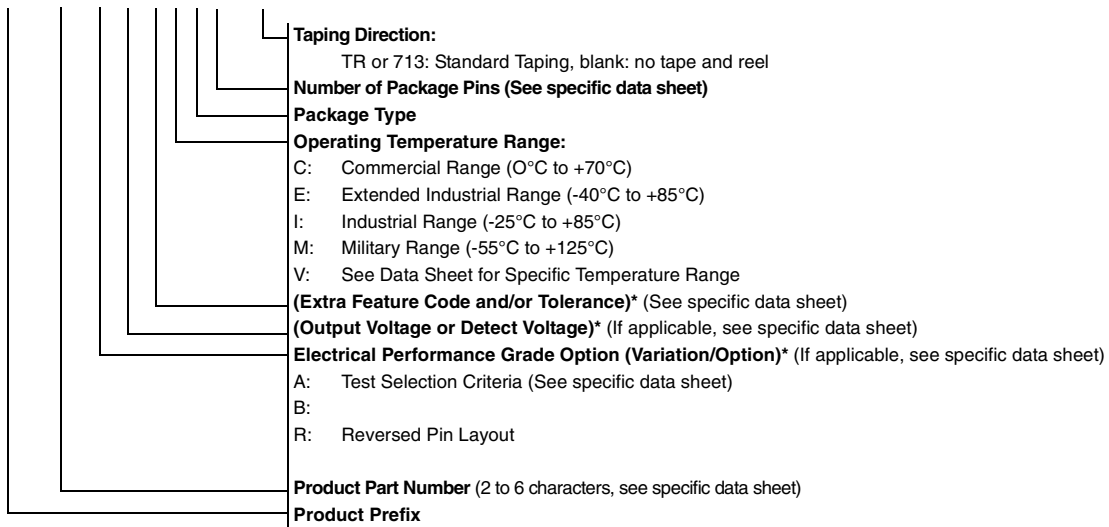 Taping Direction:
TR or 713: Standard Taping, blank: no tape and reel
Number of Package Pins (See specific data sheet)
Package Type
Operating Temperature Range:
C: Commercial Range (O°C to +70°C)
E: Extended Industrial Range (-40°C to +85°C)
I: Industrial Range (-25°C to +85°C)
M: Military Range (-55°C to +125°C)
V: See Data Sheet for Specific Temperature Range
(Extra Feature Code and/or Tolerance)* (See specific data sheet)
(Output Voltage or Detect Voltage)* (If applicable, see specific data sheet)
Electrical Performance Grade Option (Variation/Option)* (If applicable, see specific data sheet)
A: Test Selection Criteria (See specific data sheet)
B:
R: Reversed Pin Layout
Product Part Number (2 to 6 characters, see specific data sheet)
Product Prefix